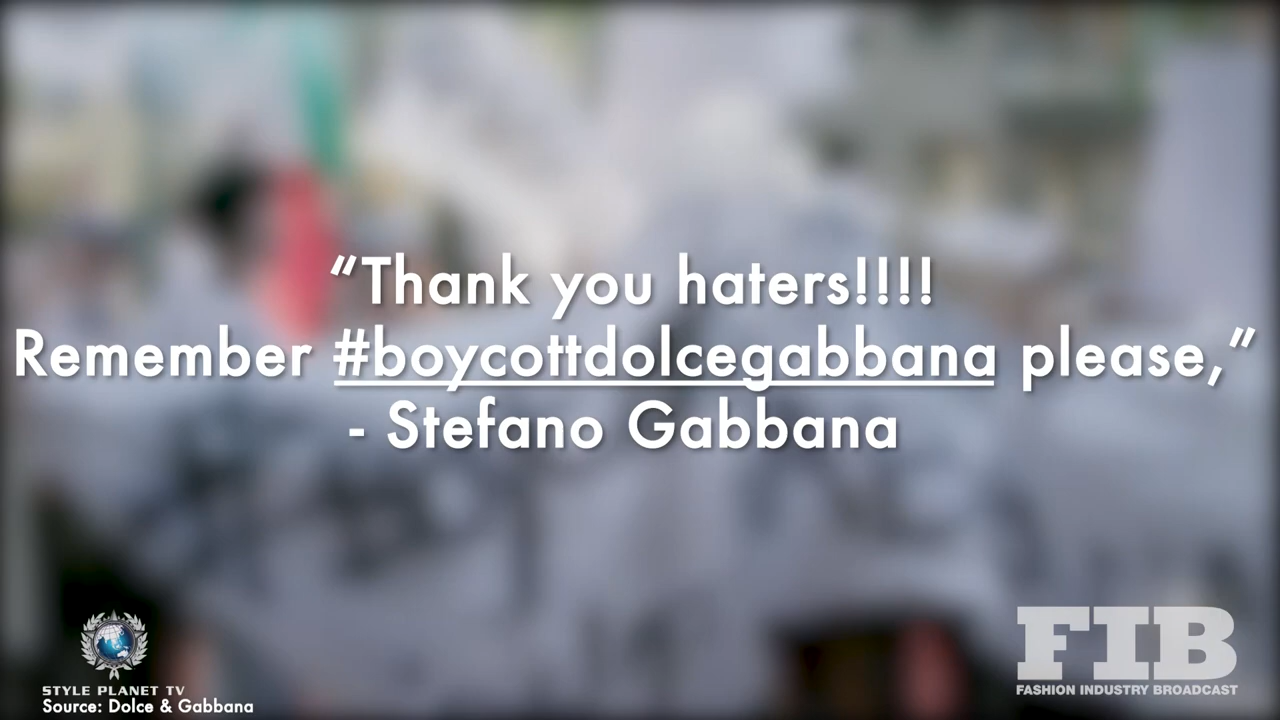 “Thank you haters!!!!
Remember #boycottdolcegabbana please,”
- Stefano Gabbana
STYLE PLANET TV
Source: Dolce & Gabbana
FIB
FASHION INDUSTRY BROADCAST